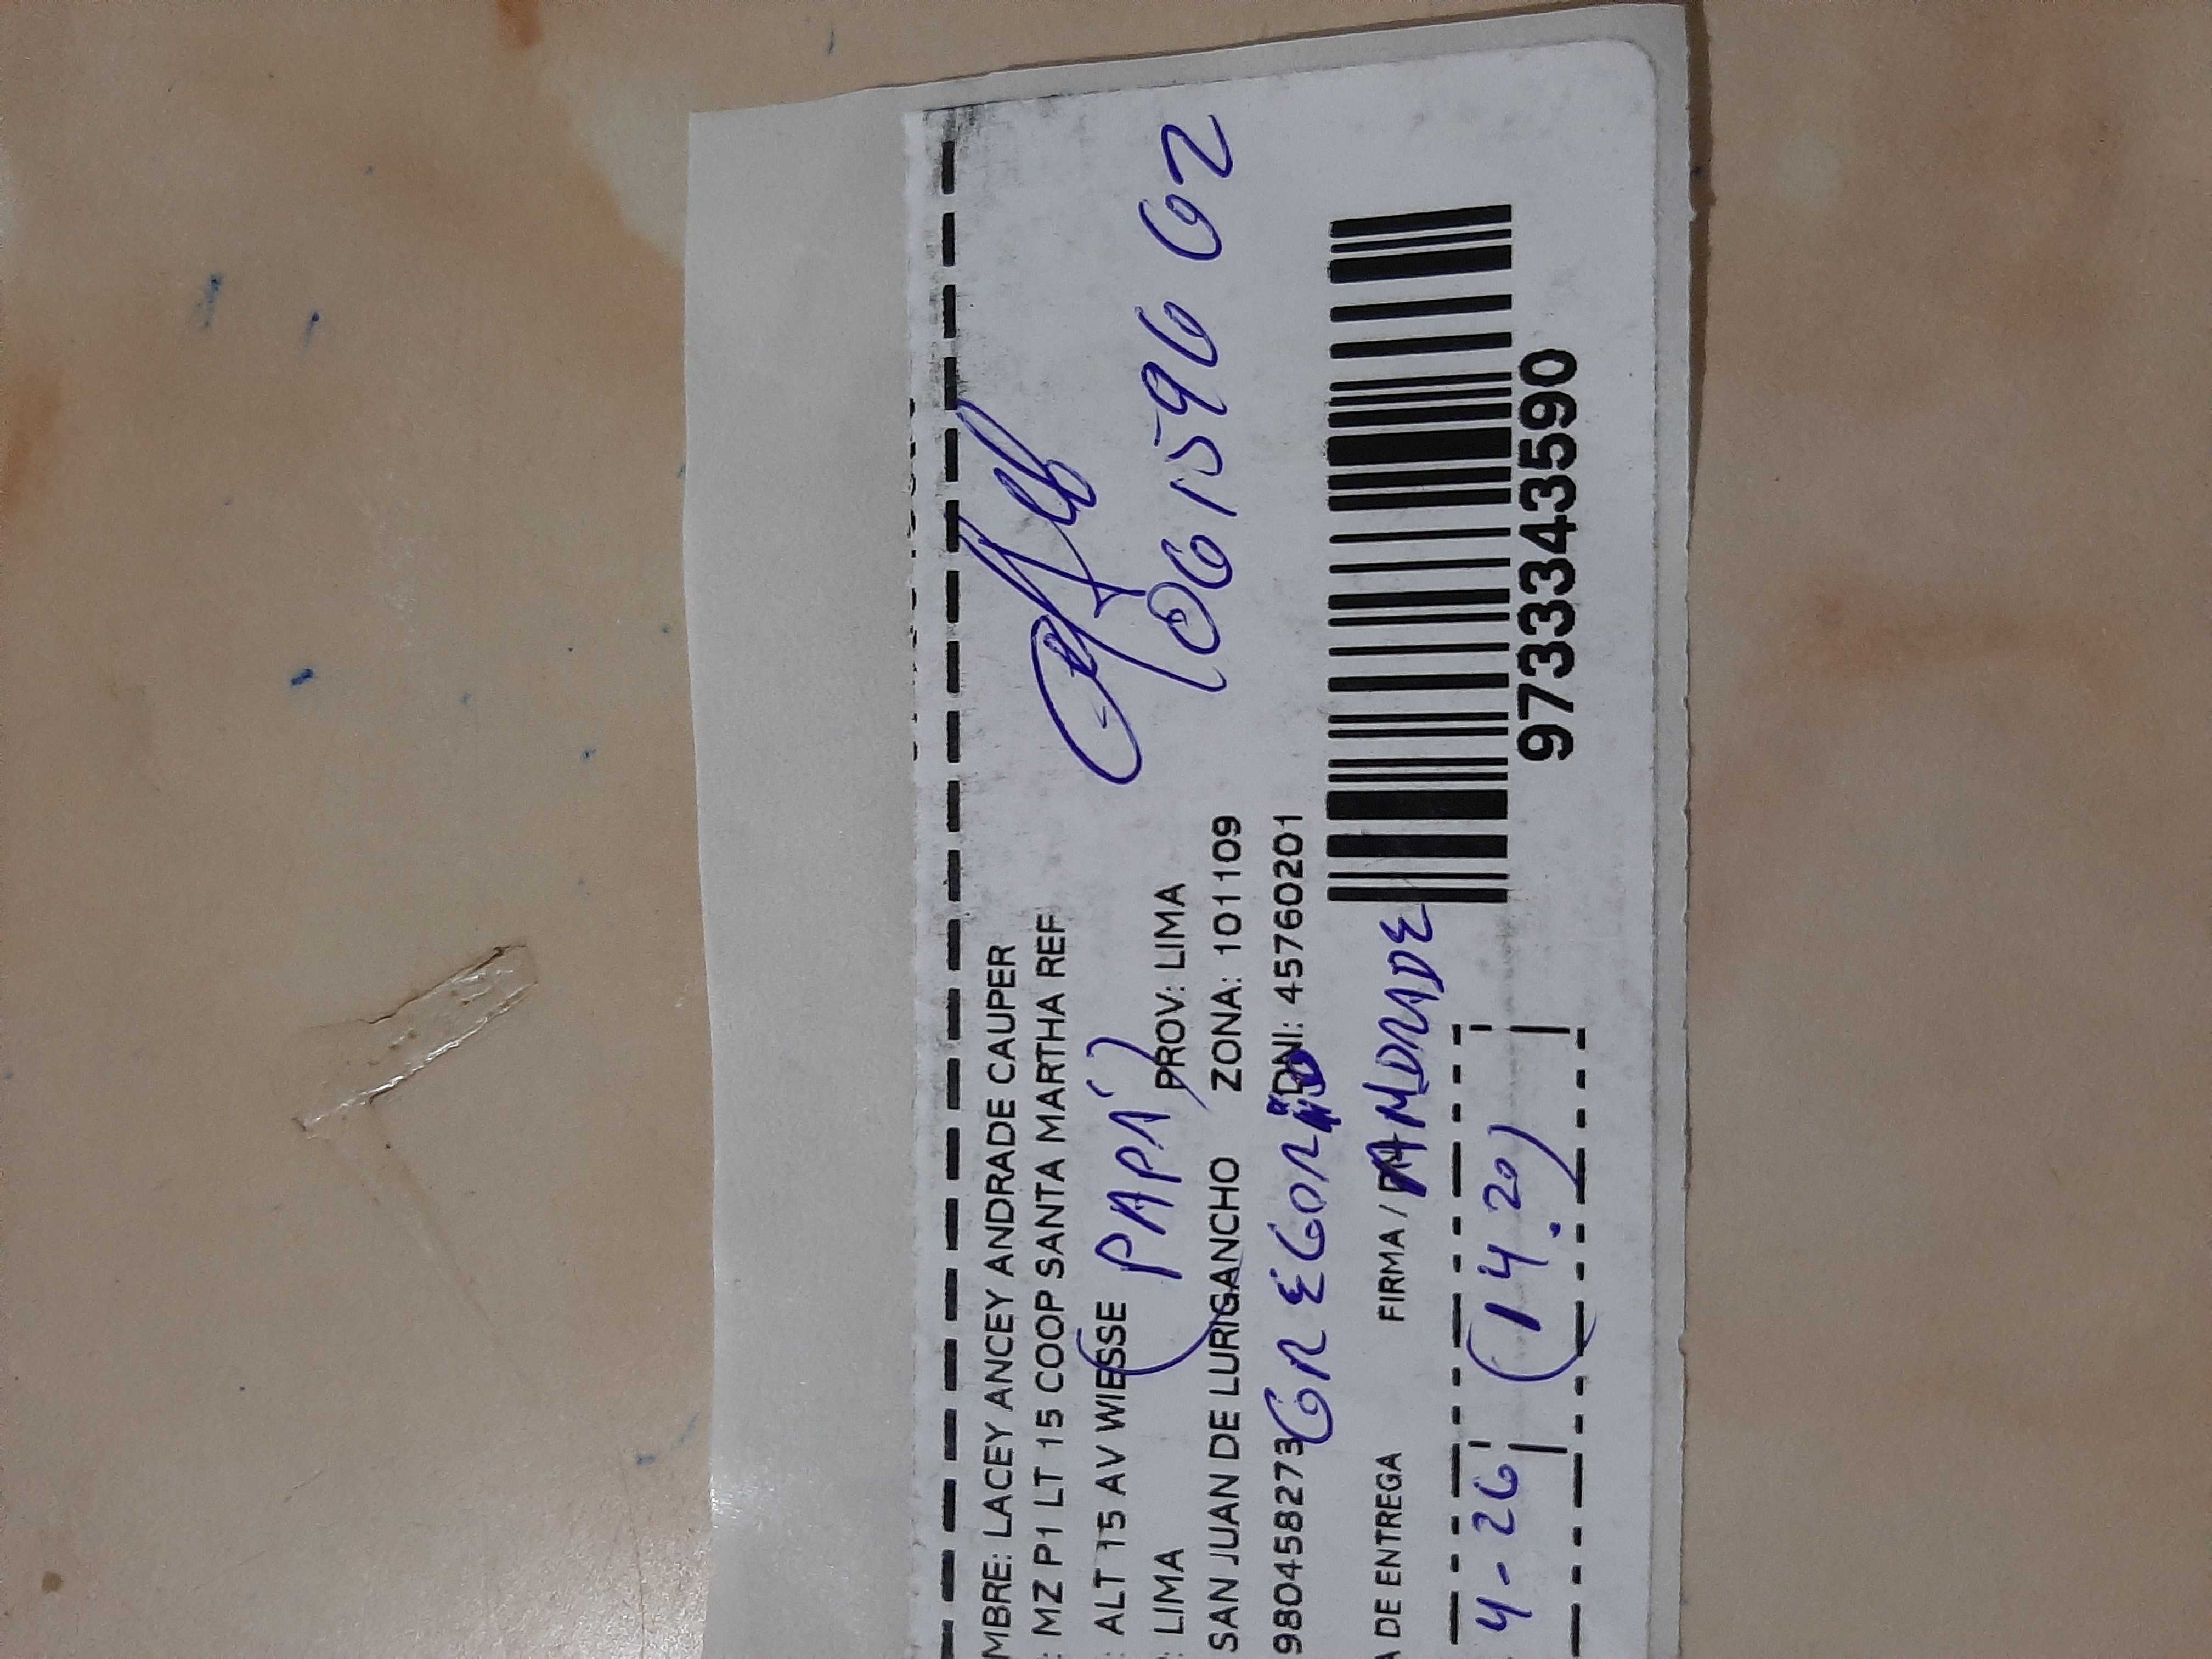 MBRE: LACEY ANCEY ANDRADE CAUPER
: MZ P1 LT 15 COOP SANTA MARTHA REF
: ALT 15 AV WIESSE (PAPÁ)
: LIMA PROV: LIMA
SAN JUAN DE LURIGANCHO ZONA: 101109
980458273 DNI: 45760201
GREGORIO
A DE ENTREGA FIRMA / ANDRADE
4-26 (14.20)
106159662
97333343590